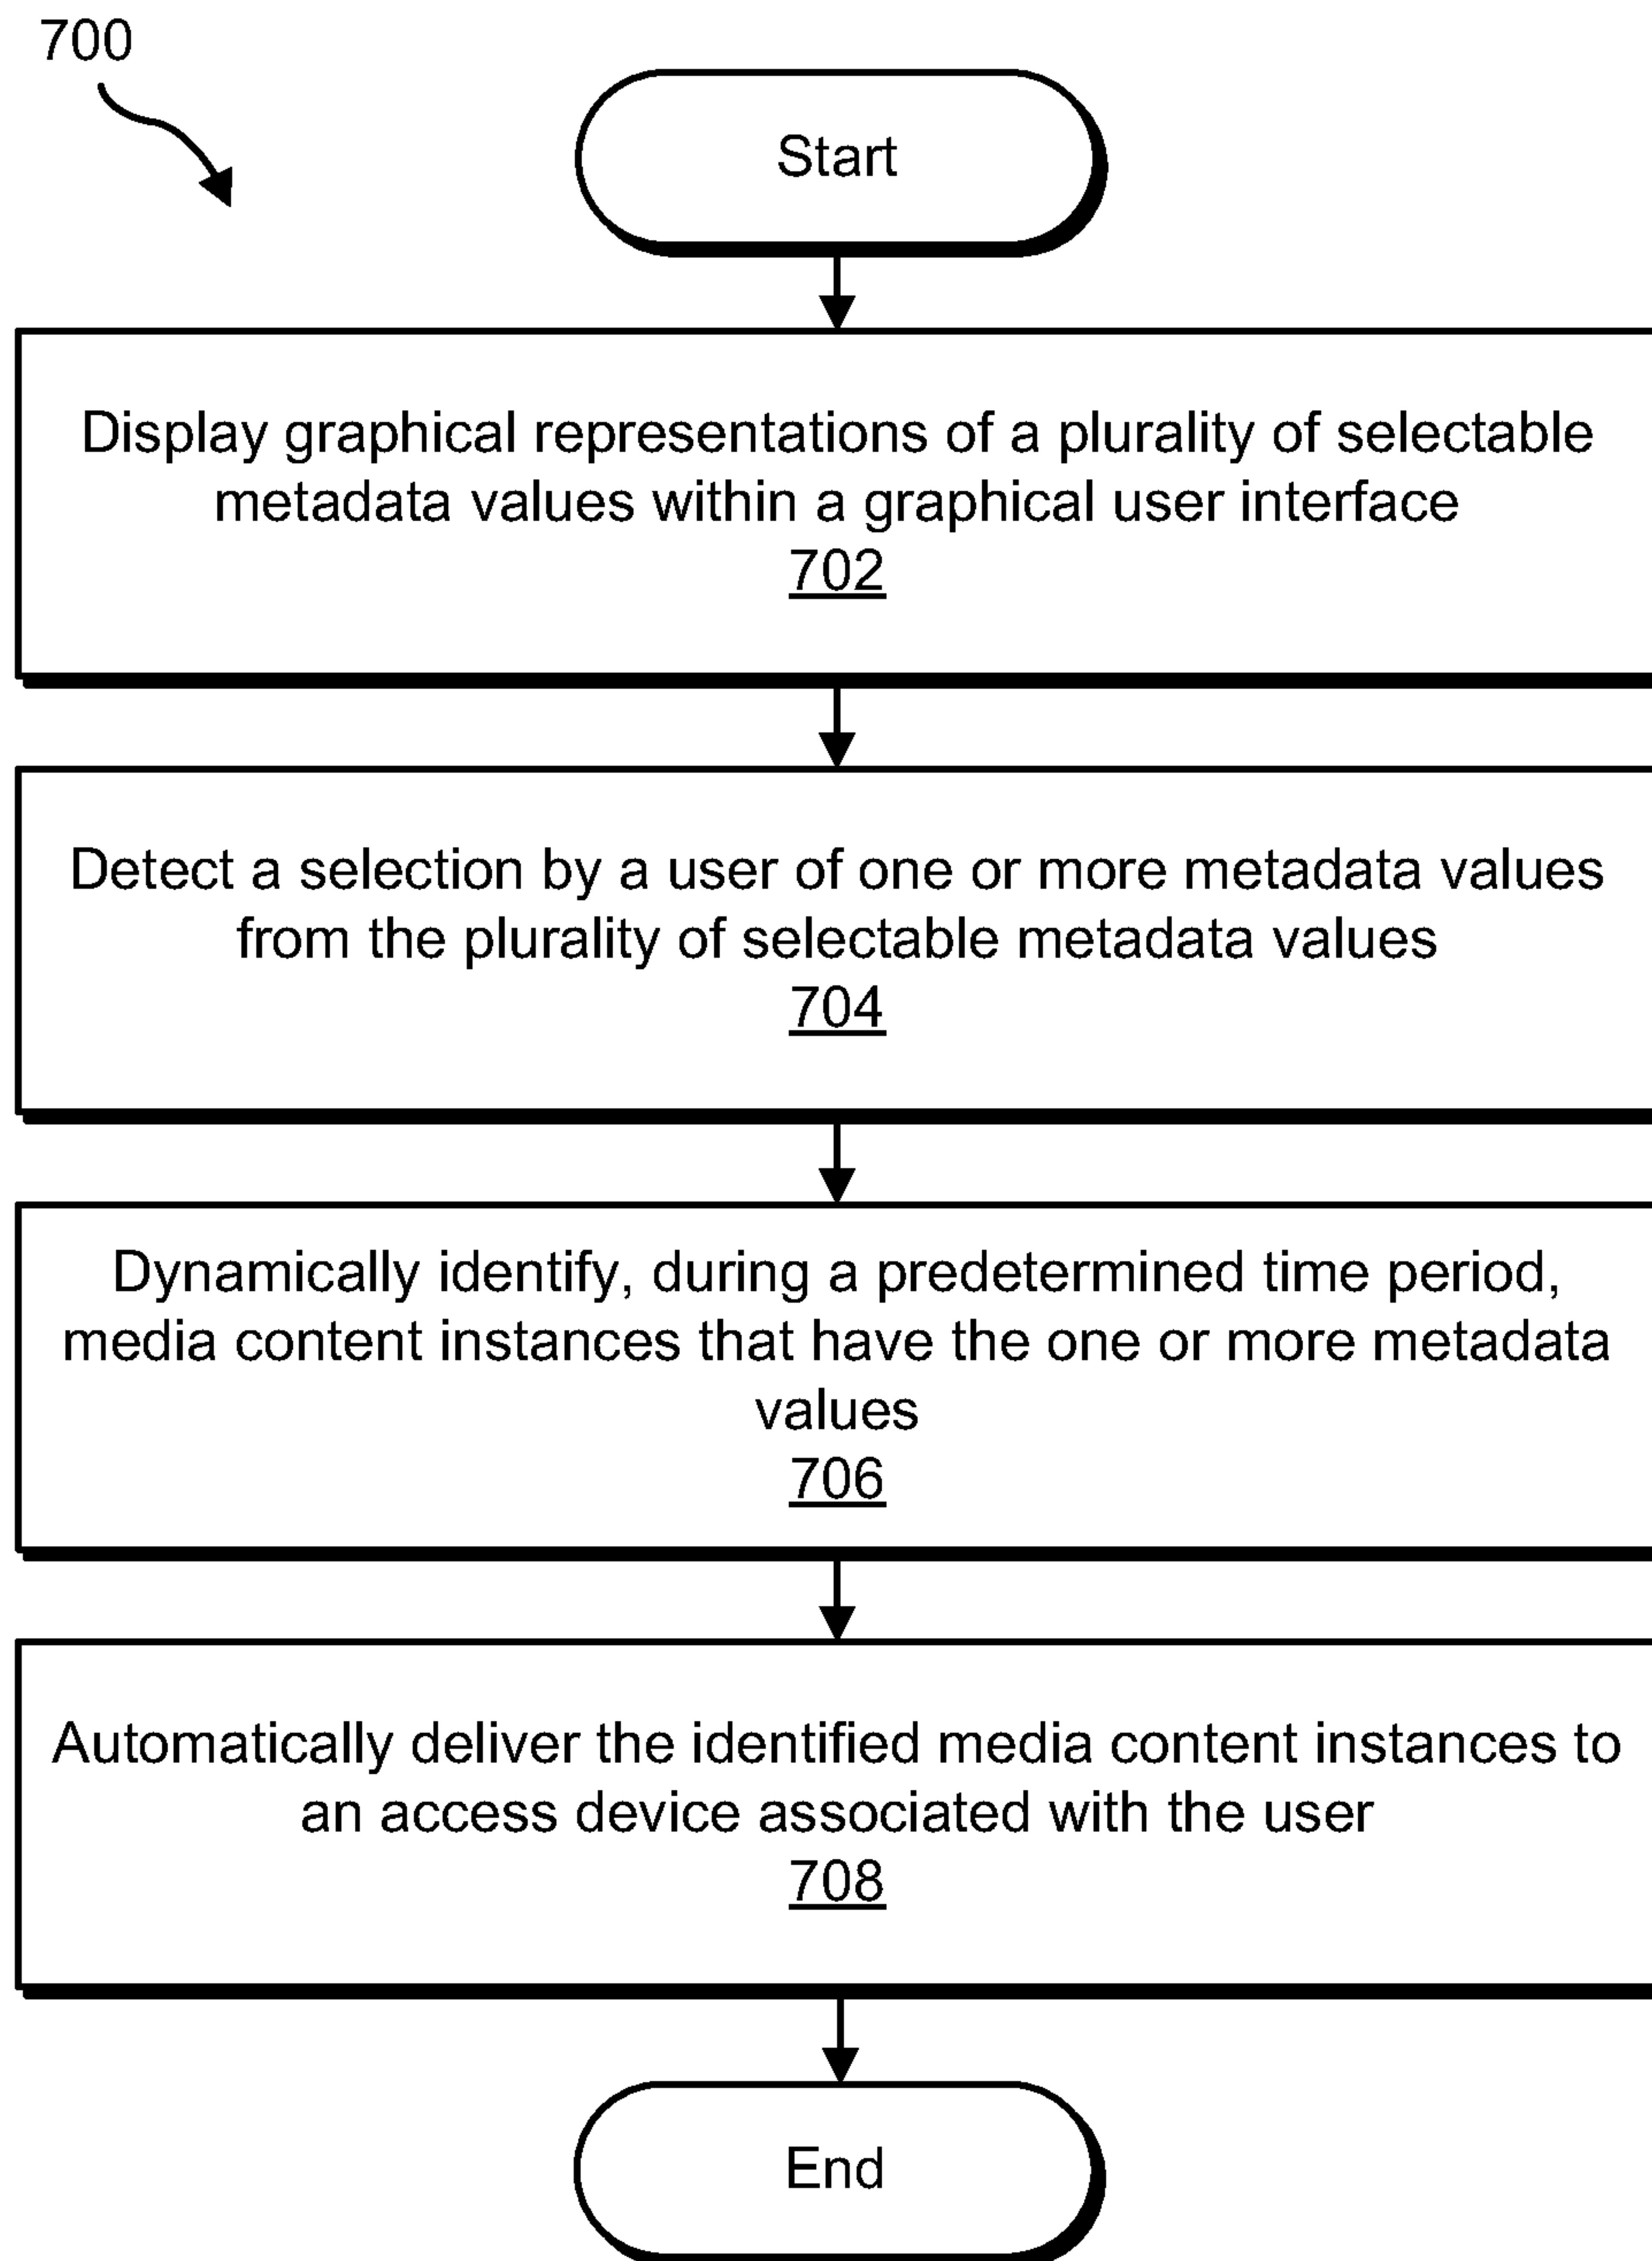 700
Start
Display graphical representations of a plurality of selectable
metadata values within a graphical user interface
702
Detect a selection by a user of one or more metadata values
from the plurality of selectable metadata values
704
Dynamically identify, during a predetermined time period,
media content instances that have the one or more metadata
values
706
Automatically deliver the identified media content instances to
an access device associated with the user
708
End